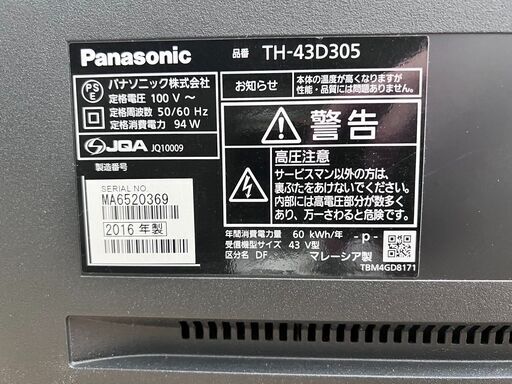 Panasonic
品番 TH-43D305
PS
E
パナソニック株式会社
定格電圧 100 V ～
定格周波数 50/60 Hz
定格消費電力 94 W
JQA JQ10009
製造番号
SERIAL NO.
MA6520369
2016 年製
お知らせ
本体の温度が高くなりますが
性能・品質には問題ありません。
警告
高圧注意
サービスマン以外の方は、
裏ぶたをあけないでください。
内部には高電圧部分が数多く
あり、万一さわると危険です。
年間消費電力量 60 kWh/年
受信機型サイズ 43 V型
区分名 DF
-p-
マレーシア製
TBM4GD8171